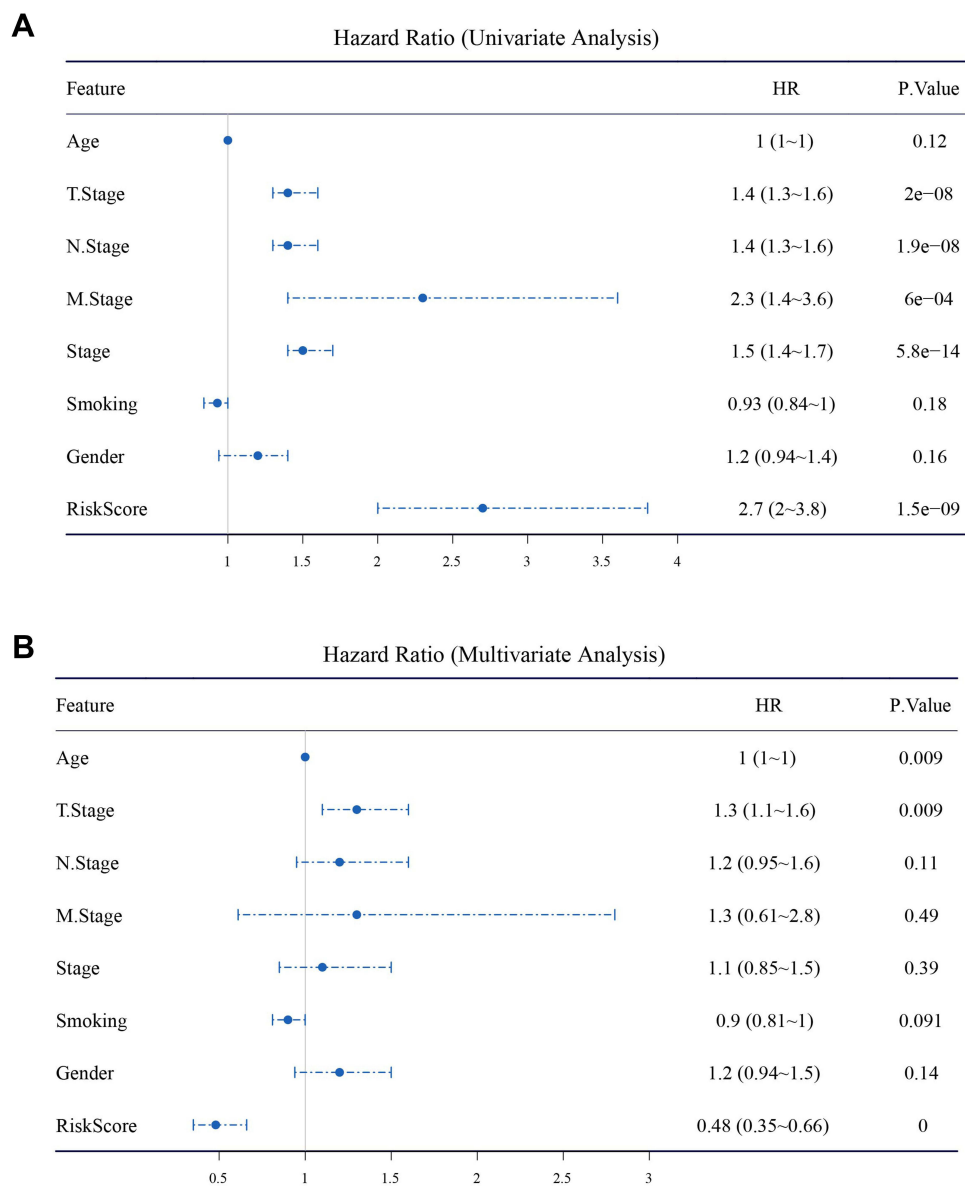 A
Hazard Ratio (Univariate Analysis)
Feature HR P.Value
Age 1 (1~1) 0.12
T.Stage 1.4 (1.3~1.6) 2e−08
N.Stage 1.4 (1.3~1.6) 1.9e−08
M.Stage 2.3 (1.4~3.6) 6e−04
Stage 1.5 (1.4~1.7) 5.8e−14
Smoking 0.93 (0.84~1) 0.18
Gender 1.2 (0.94~1.4) 0.16
RiskScore 2.7 (2~3.8) 1.5e−09
1 1.5 2 2.5 3 3.5 4
B
Hazard Ratio (Multivariate Analysis)
Feature HR P.Value
Age 1 (1~1) 0.009
T.Stage 1.3 (1.1~1.6) 0.009
N.Stage 1.2 (0.95~1.6) 0.11
M.Stage 1.3 (0.61~2.8) 0.49
Stage 1.1 (0.85~1.5) 0.39
Smoking 0.9 (0.81~1) 0.091
Gender 1.2 (0.94~1.5) 0.14
RiskScore 0.48 (0.35~0.66) 0
0.5 1 1.5 2 2.5 3